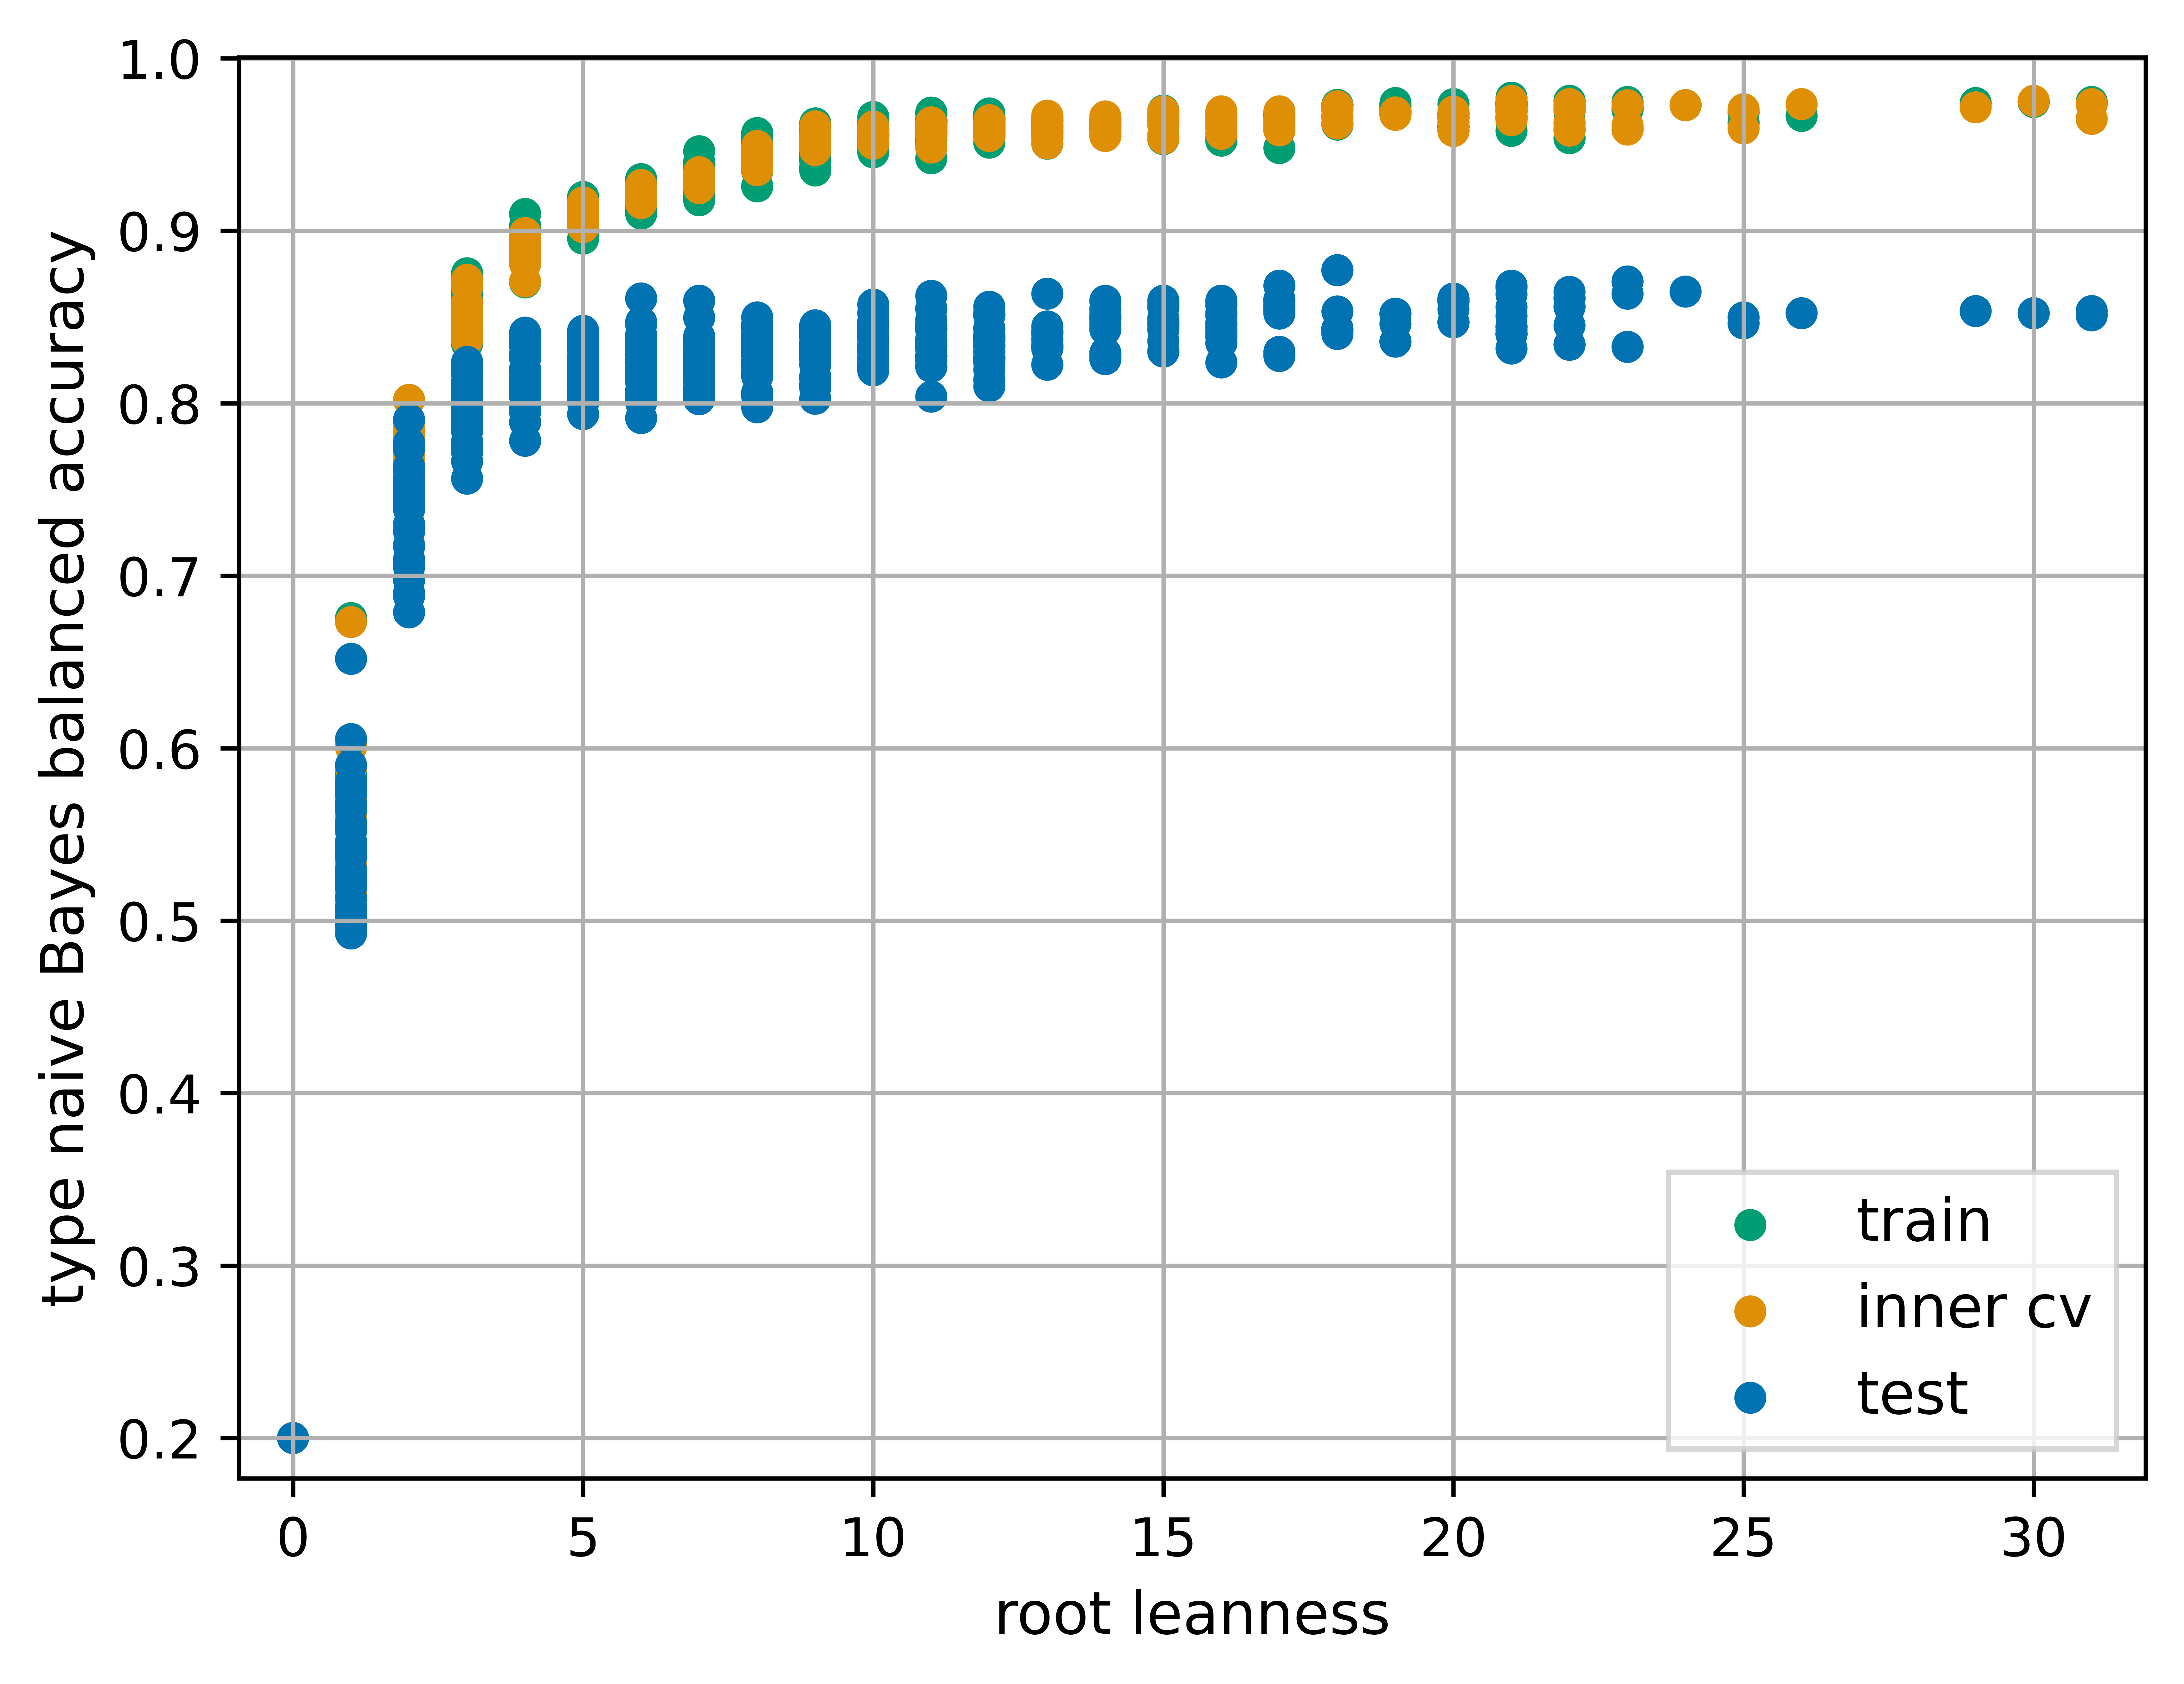 type naive Bayes balanced accuracy
1.0
0.9
0.8
0.7
0.6
0.5
0.4
0.3
0.2
train
inner cv
test
0 5 10 15 20 25 30
root leanness